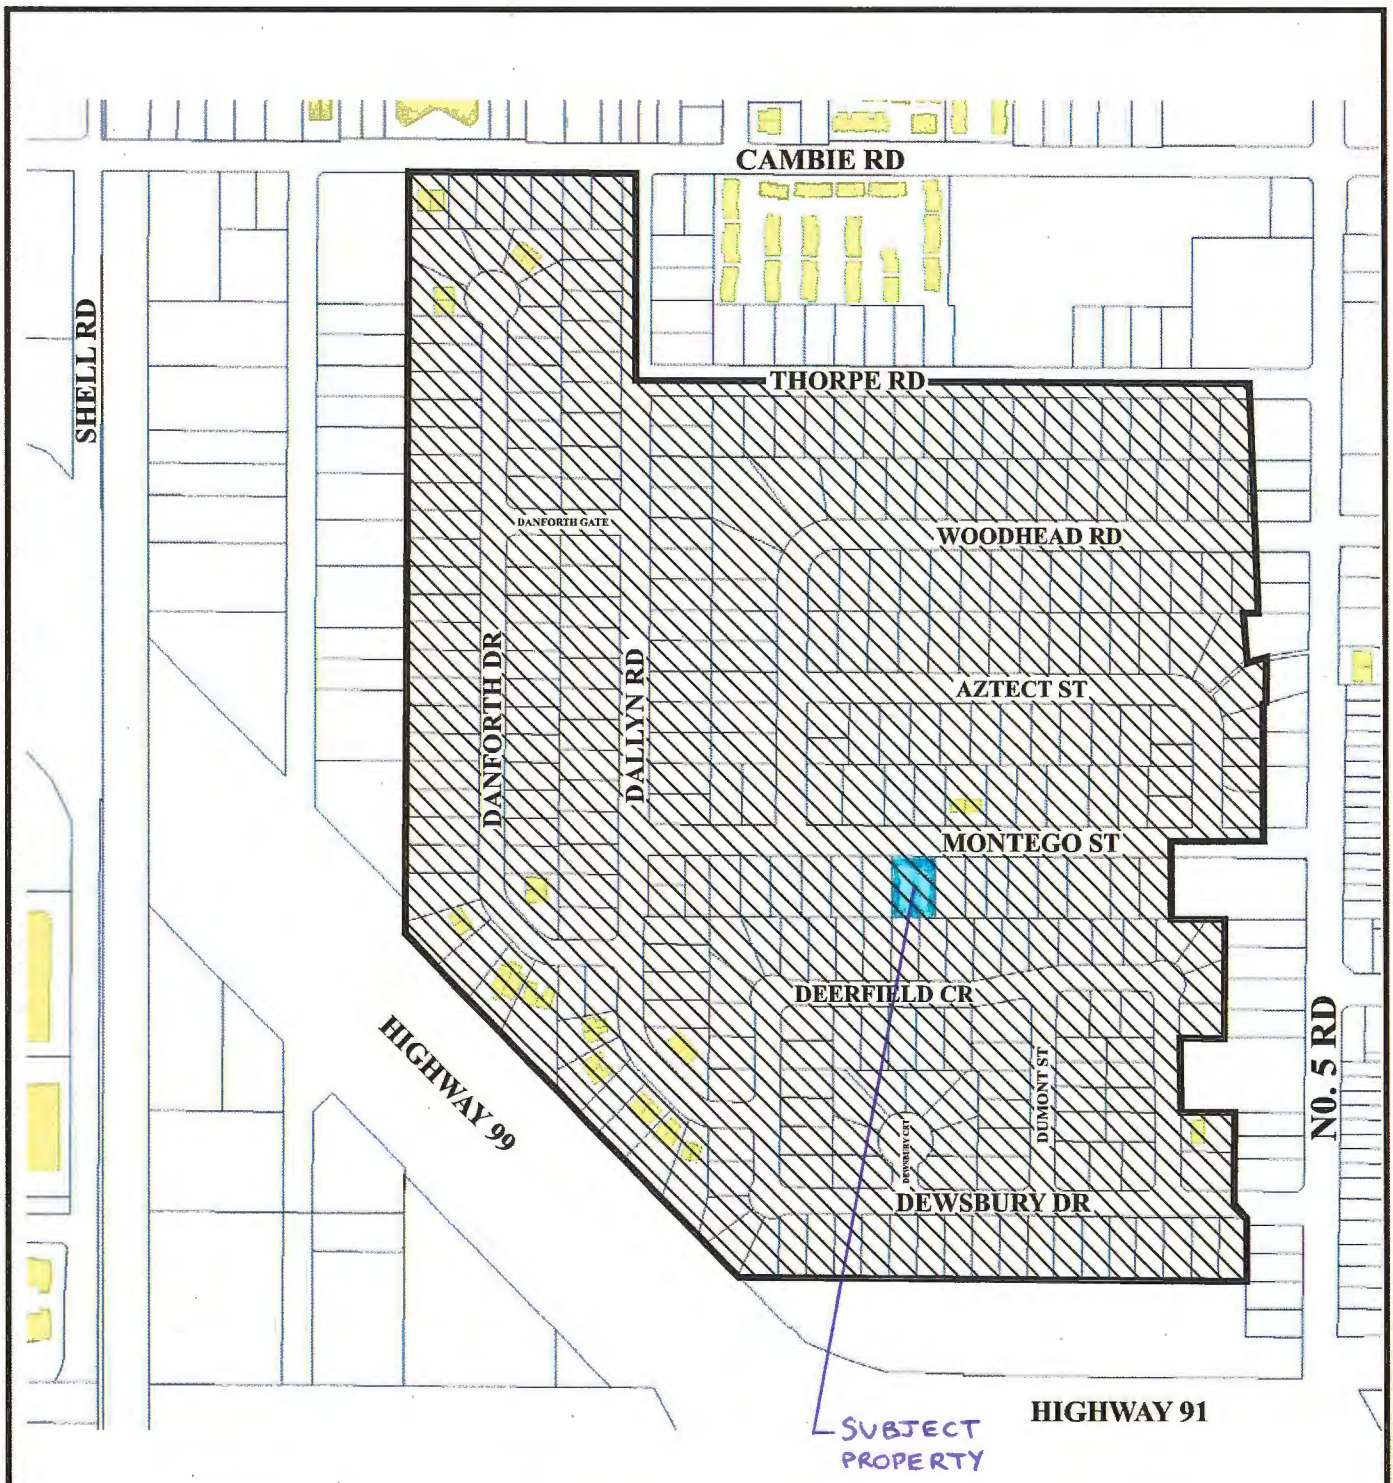 CAMBIE RD
SHELL RD
THORPE RD
DANFORTH GATE
WOODHEAD RD
DANFORTH DR
DALLYN RD
AZTECT ST
MONTEGO ST
DEERFIELD CR
HIGHWAY 99
DUMONT ST
DEWSBURY CRT
N0. 5 RD
DEWSBURY DR
HIGHWAY 91
SUBJECT
PROPERTY